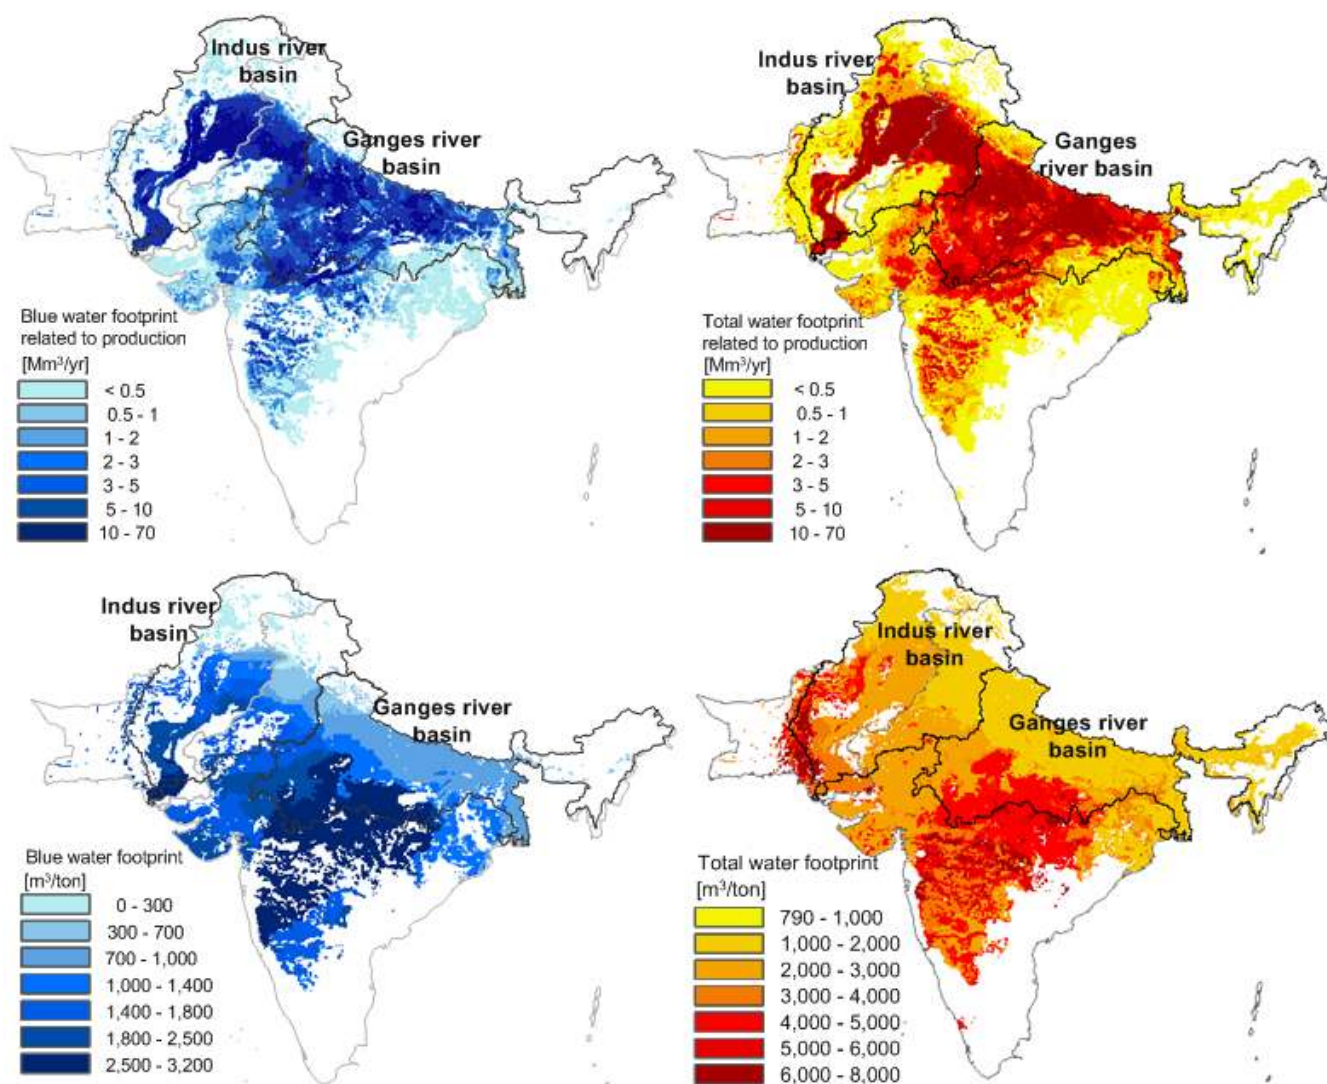 Indus river
basin
Ganges river
basin
Blue water footprint
related to production
[Mm³/yr]
< 0.5
0.5 - 1
1 - 2
2 - 3
3 - 5
5 - 10
10 - 70
Indus river
basin
Ganges
river basin
Total water footprint
related to production
[Mm³/yr]
< 0.5
0.5 - 1
1 - 2
2 - 3
3 - 5
5 - 10
10 - 70
Indus river
basin
Ganges river
basin
Blue water footprint
[m³/ton]
0 - 300
300 - 700
700 - 1,000
1,000 - 1,400
1,400 - 1,800
1,800 - 2,500
2,500 - 3,200
Indus river
basin
Ganges river
basin
Total water footprint
[m³/ton]
790 - 1,000
1,000 - 2,000
2,000 - 3,000
3,000 - 4,000
4,000 - 5,000
5,000 - 6,000
6,000 - 8,000